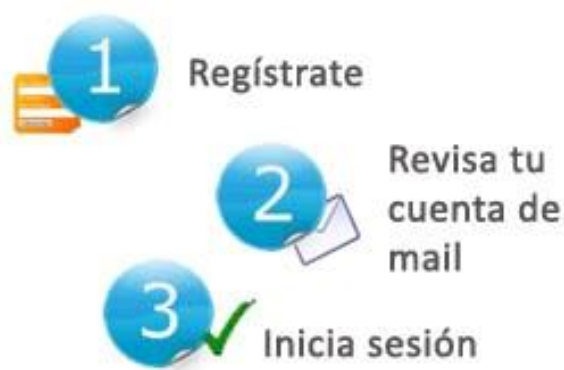 1
Regístrate
2
Revisa tu
cuenta de
mail
3
Inicia sesión